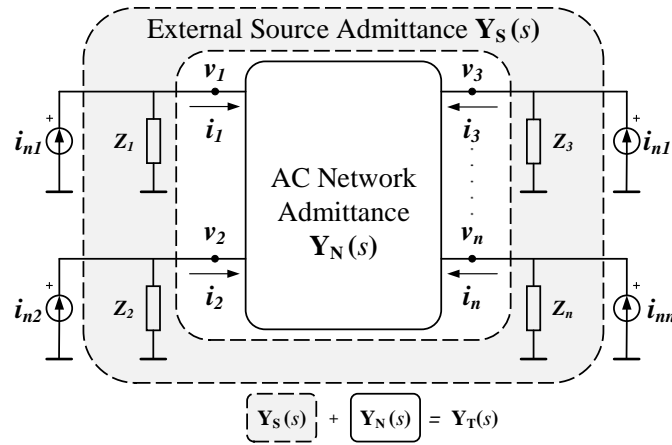 External Source Admittance Y_S(s)
v_1 v_3
+ +
i_n1 Z_1 i_1 i_3 Z_3 i_n1
AC Network
Admittance
Y_N(s)
v_2 v_n
+ +
i_n2 Z_2 i_2 i_n Z_n i_nn
Y_S(s) + Y_N(s) = Y_T(s)